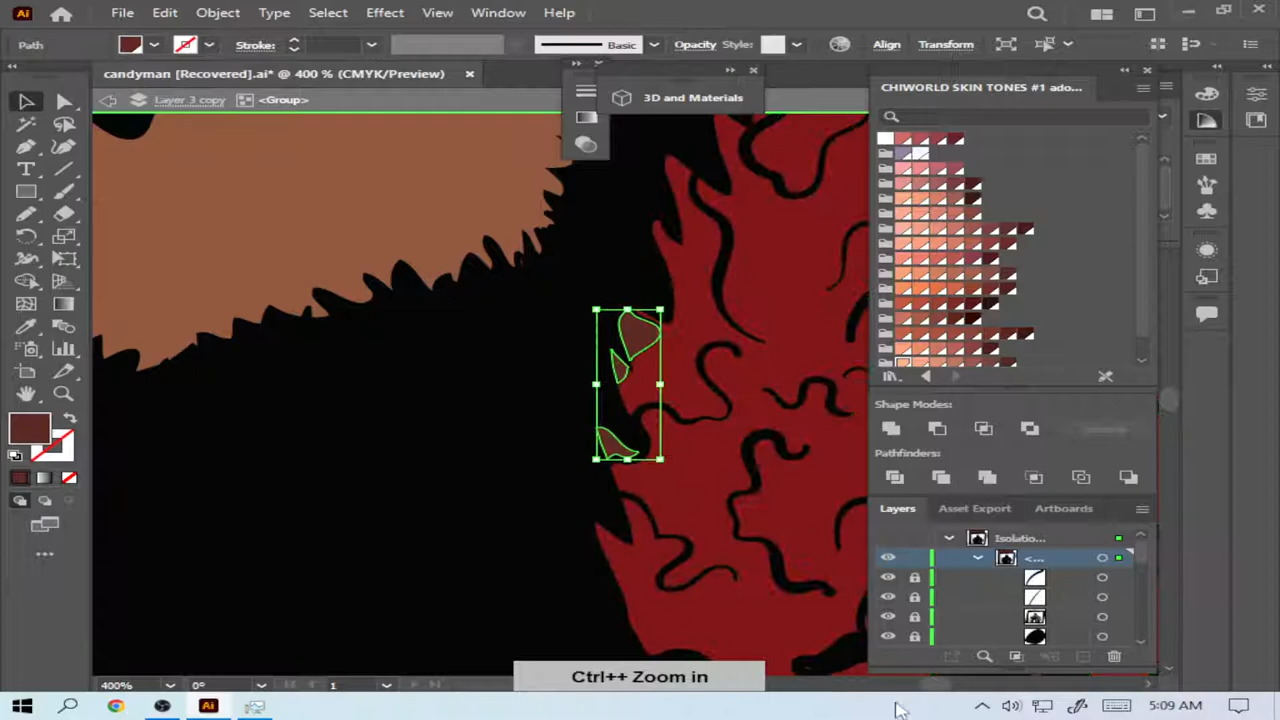 Ai File Edit Object Type Select Effect View Window Help
Path Stroke: Basic Opacity Style: Align Transform
candyman [Recovered].ai* @ 400 % (CMYK/Preview)
Layer 3 copy <Group>
3D and Materials
CHIWORLD SKIN TONES #1 ado...
Shape Modes:
Pathfinders:
Layers Asset Export Artboards
Isolatio...
<...
Ctrl++ Zoom in
400% 0° 1
Ai 5:09 AM